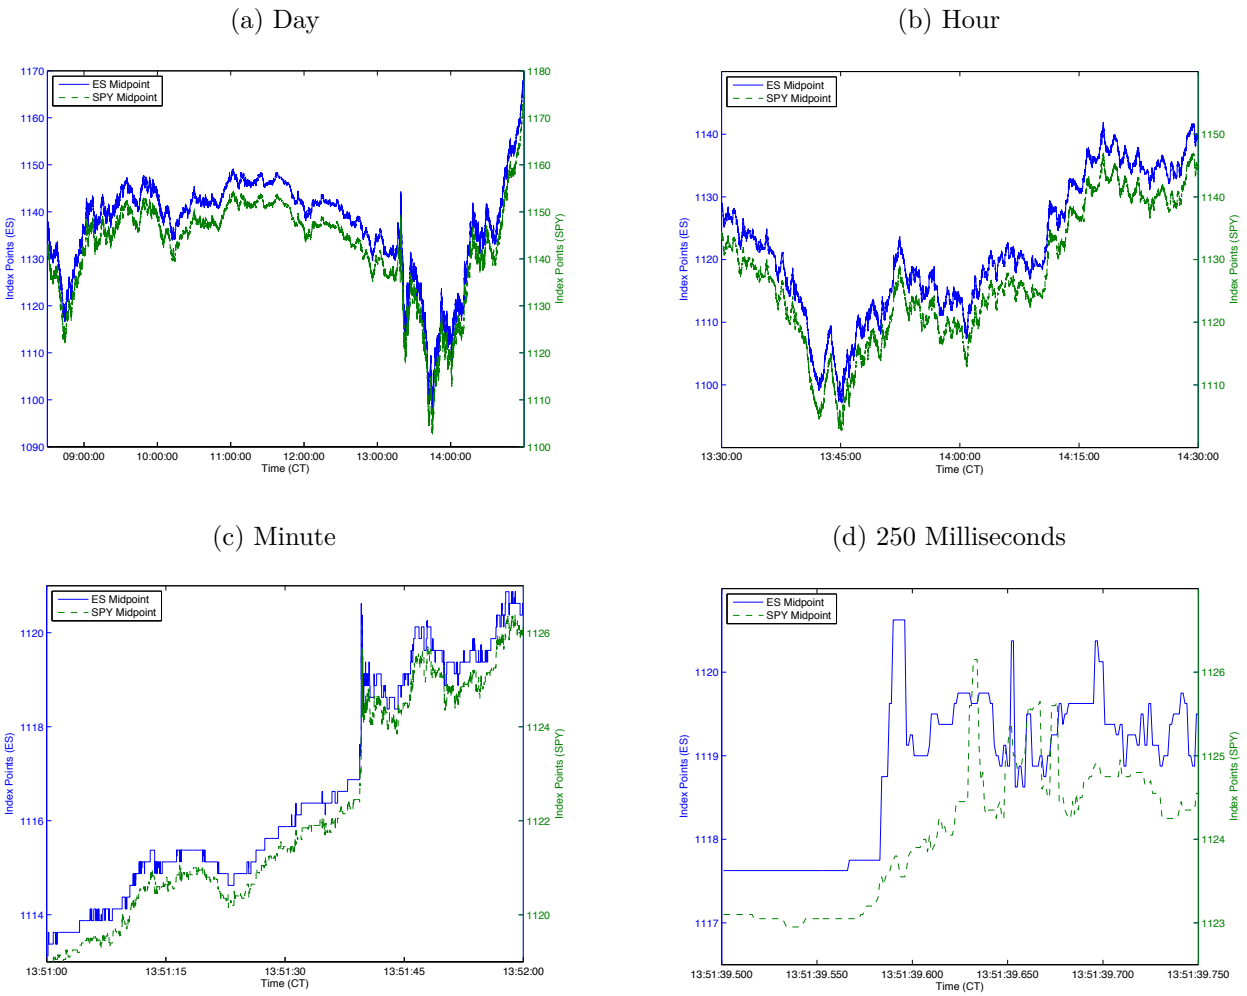 (a) Day
1170
1160
1150
1140
1130
1120
1110
1100
1090
Index Points (ES)
ES Midpoint
SPY Midpoint
1180
1170
1160
1150
1140
1130
1120
1110
1100
Index Points (SPY)
09:00:00 10:00:00 11:00:00 12:00:00 13:00:00 14:00:00
Time (CT)
(b) Hour
1140
1130
1120
1110
1100
Index Points (ES)
ES Midpoint
SPY Midpoint
1150
1140
1130
1120
1110
Index Points (SPY)
13:30:00 13:45:00 14:00:00 14:15:00 14:30:00
Time (CT)
(c) Minute
1120
1118
1116
1114
Index Points (ES)
ES Midpoint
SPY Midpoint
1126
1124
1122
1120
Index Points (SPY)
13:51:00 13:51:15 13:51:30 13:51:45 13:52:00
Time (CT)
(d) 250 Milliseconds
1120
1119
1118
1117
Index Points (ES)
ES Midpoint
SPY Midpoint
1126
1125
1124
1123
Index Points (SPY)
13:51:39.500 13:51:39.550 13:51:39.600 13:51:39.650 13:51:39.700 13:51:39.750
Time (CT)